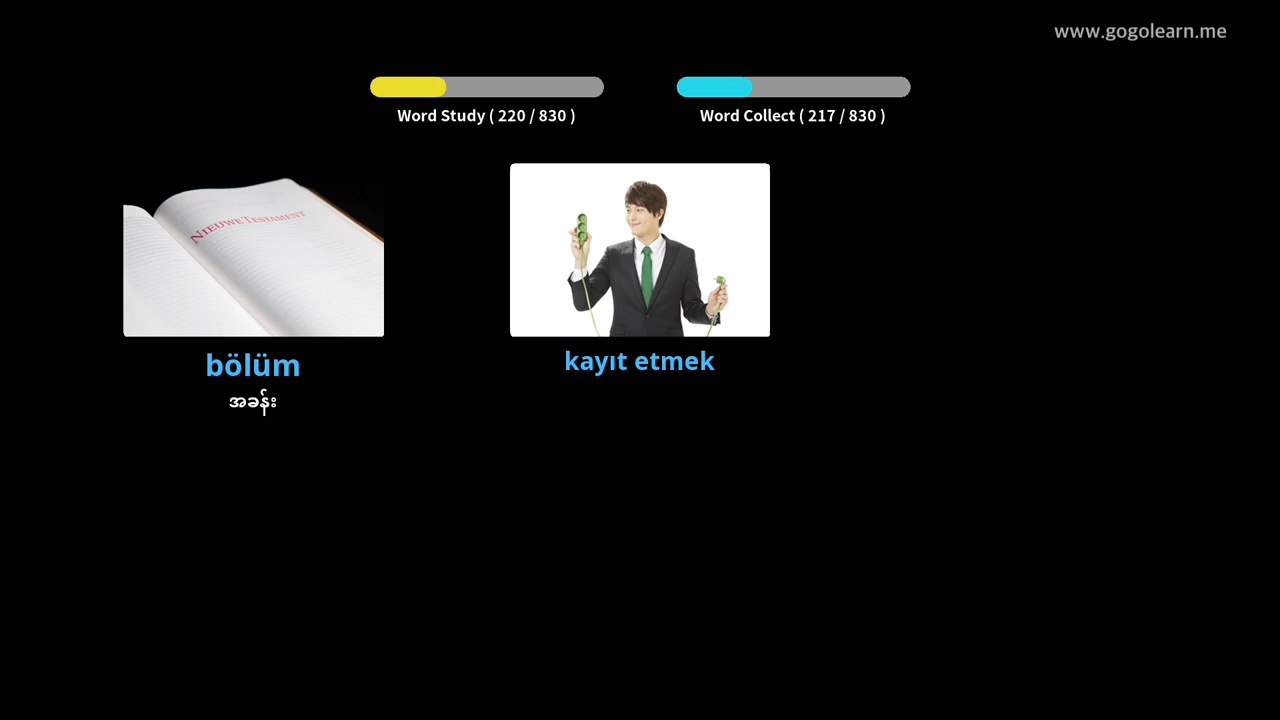 www.gogolearn.me
Word Study ( 220 / 830 )
Word Collect ( 217 / 830 )
NIEUWE TESTAMENT
bölüm
kayıt etmek
အခန်း